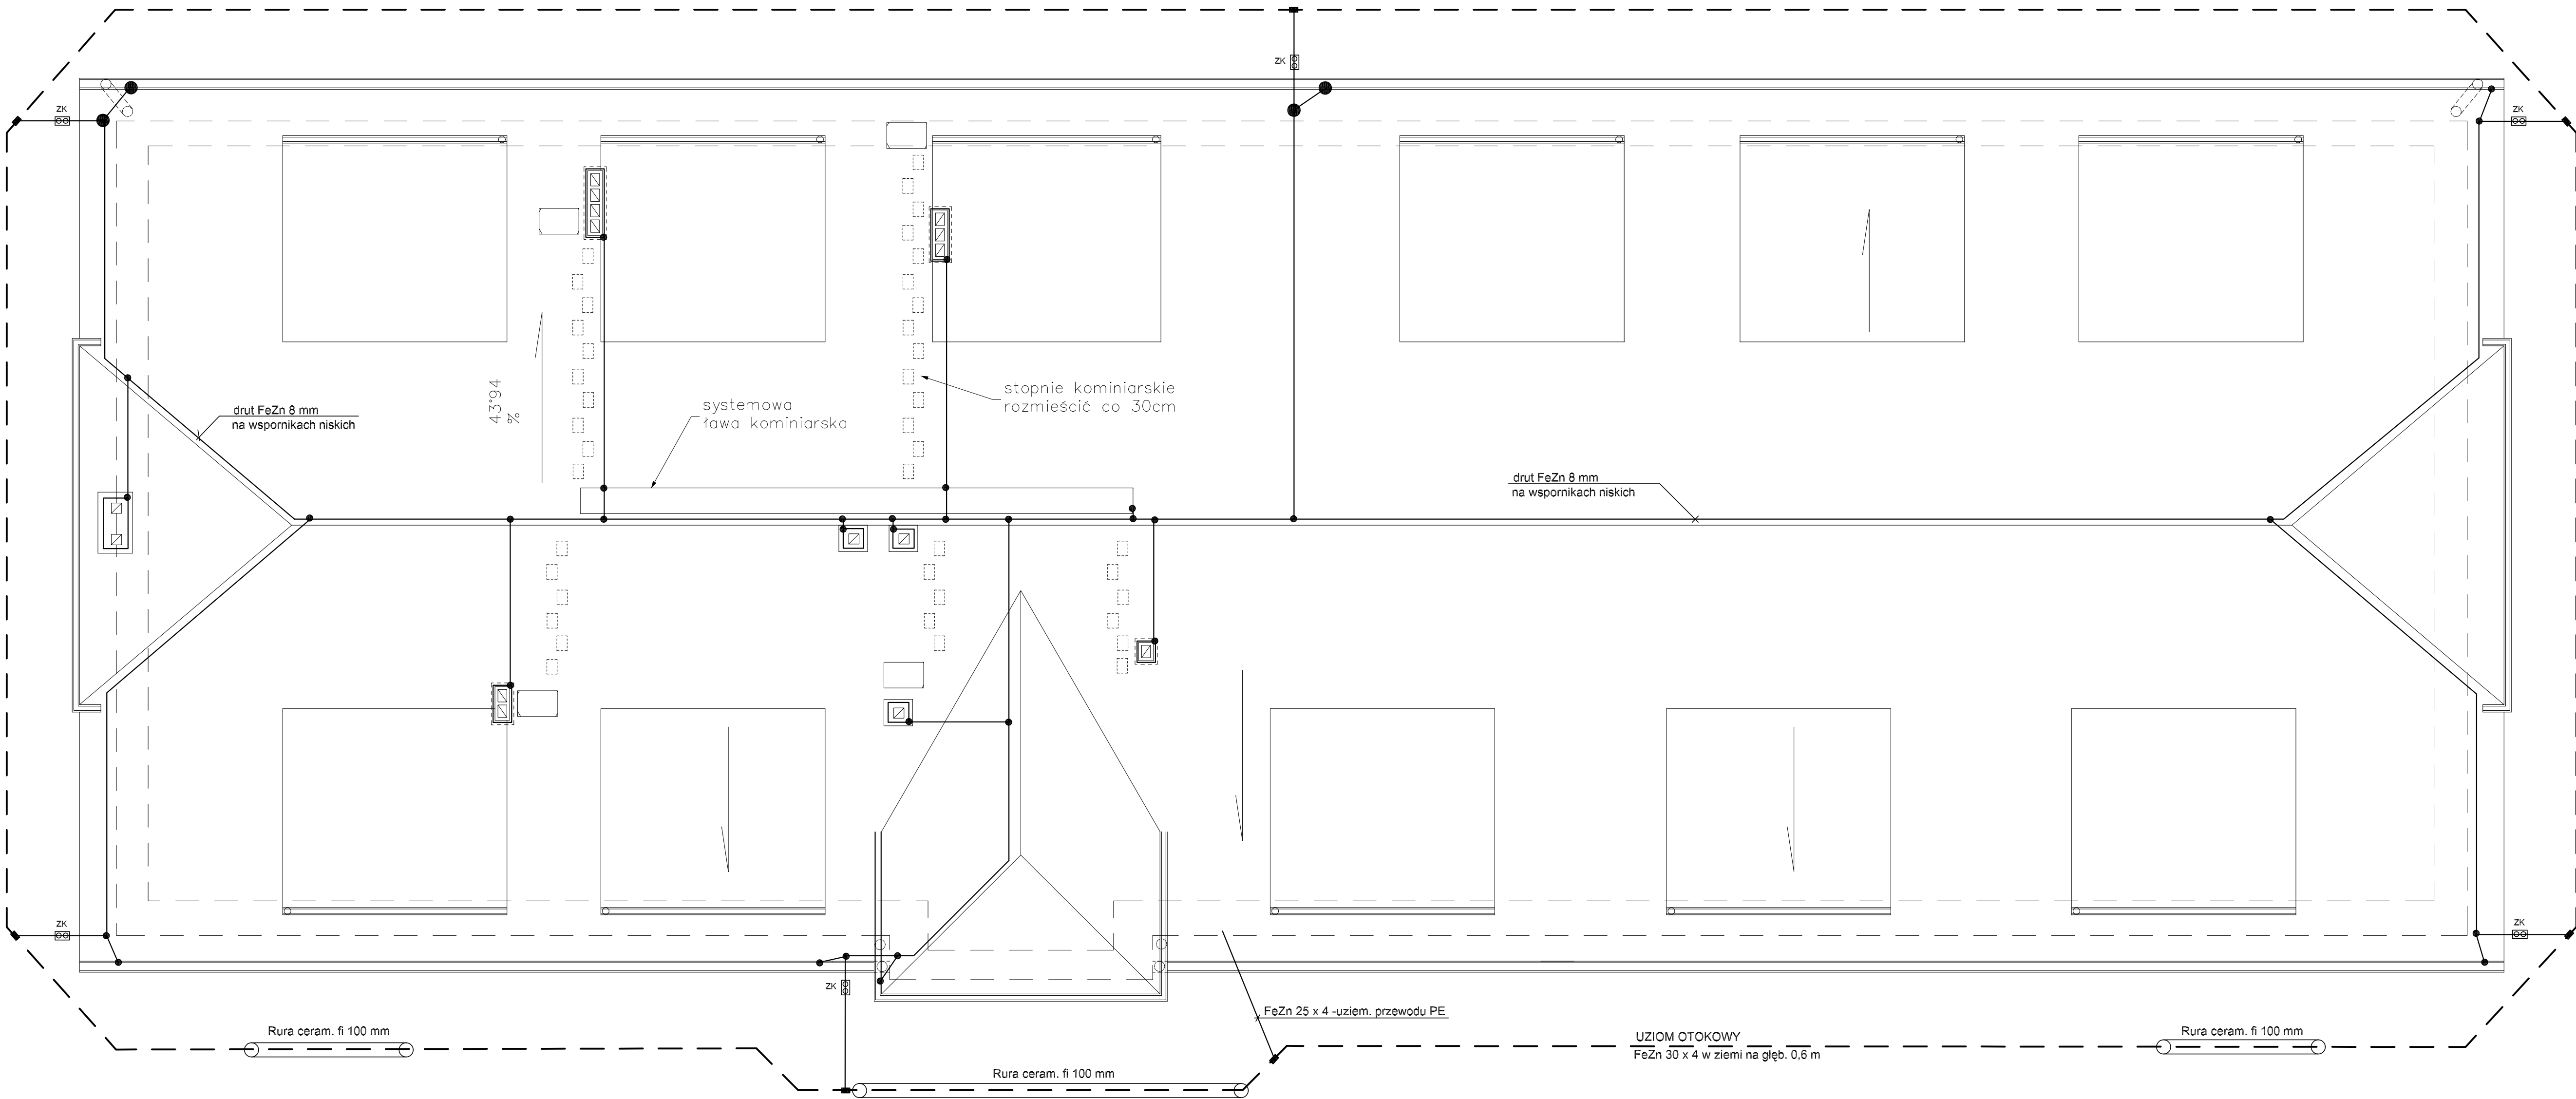 ZK
ZK
ZK
stopnie kominiarskie
rozmieścić co 30cm
43°94
%
systemowa
ława kominiarska
drut FeZn 8 mm
na wspornikach niskich
drut FeZn 8 mm
na wspornikach niskich
ZK
ZK
ZK
FeZn 25 x 4 -uziem. przewodu PE
Rura ceram. fi 100 mm
UZIOM OTOKOWY
FeZn 30 x 4 w ziemi na głęb. 0,6 m
Rura ceram. fi 100 mm
Rura ceram. fi 100 mm